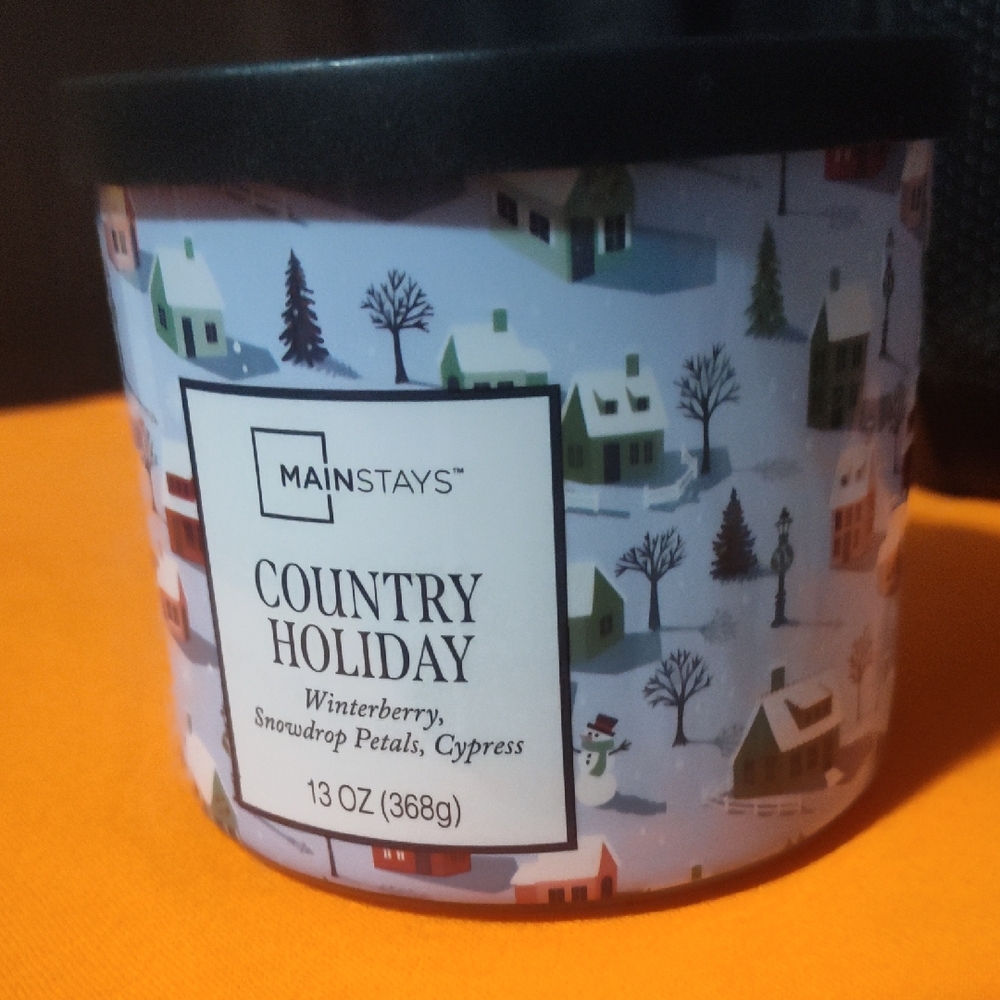 MAINSTAYS™
COUNTRY
HOLIDAY
Winterberry,
Snowdrop Petals, Cypress
13 OZ (368g)